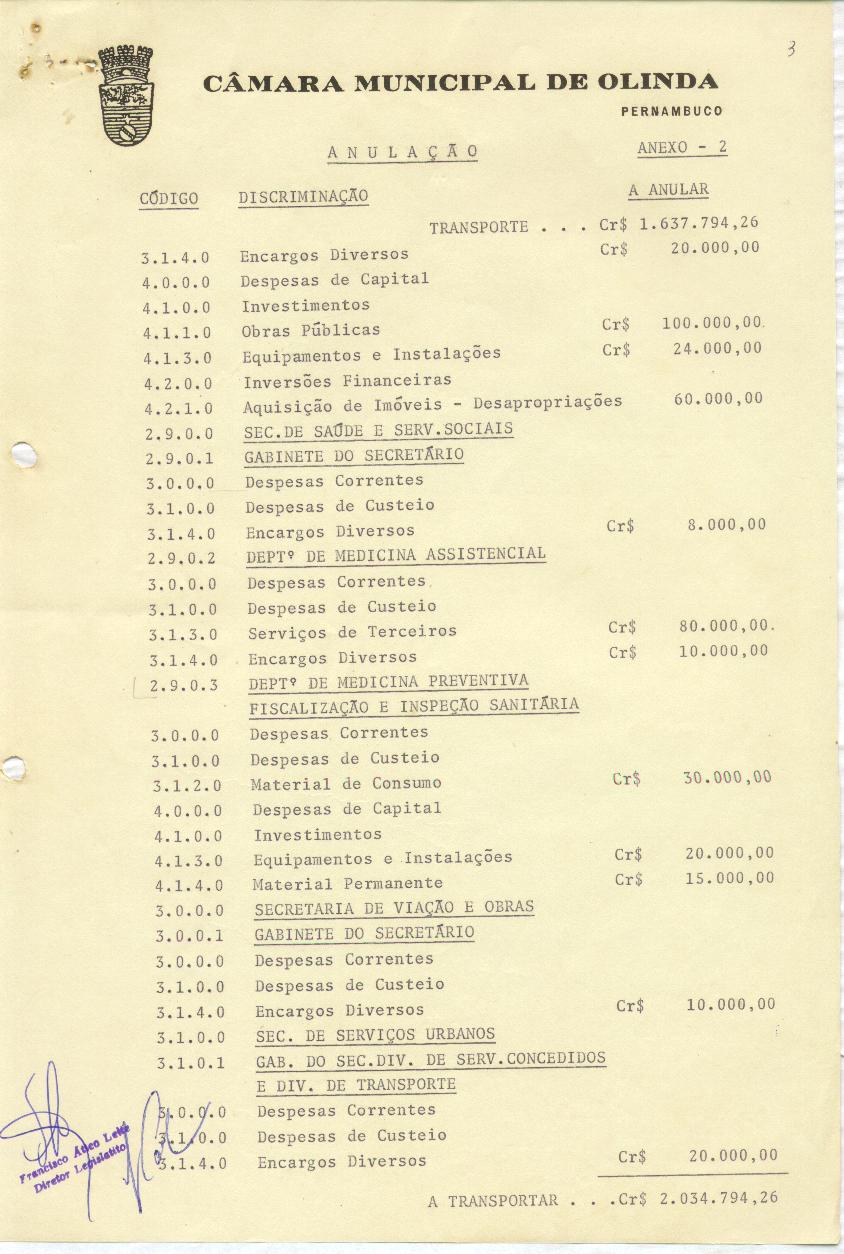 3
CÂMARA MUNICIPAL DE OLINDA
PERNAMBUCO
ANULAÇÃO ANEXO - 2
CÓDIGO DISCRIMINAÇÃO A ANULAR
TRANSPORTE . . . Cr$ 1.637.794,26
3.1.4.0 Encargos Diversos Cr$ 20.000,00
4.0.0.0 Despesas de Capital
4.1.0.0 Investimentos
4.1.1.0 Obras Públicas Cr$ 100.000,00.
4.1.3.0 Equipamentos e Instalações Cr$ 24.000,00
4.2.0.0 Inversões Financeiras
4.2.1.0 Aquisição de Imóveis - Desapropriações 60.000,00
2.9.0.0 SEC.DE SAÚDE E SERV.SOCIAIS
2.9.0.1 GABINETE DO SECRETÁRIO
3.0.0.0 Despesas Correntes
3.1.0.0 Despesas de Custeio
3.1.4.0 Encargos Diversos Cr$ 8.000,00
2.9.0.2 DEPTº DE MEDICINA ASSISTENCIAL
3.0.0.0 Despesas Correntes
3.1.0.0 Despesas de Custeio
3.1.3.0 Serviços de Terceiros Cr$ 80.000,00.
3.1.4.0 Encargos Diversos Cr$ 10.000,00
2.9.0.3 DEPTº DE MEDICINA PREVENTIVA
FISCALIZAÇÃO E INSPEÇÃO SANITÁRIA
3.0.0.0 Despesas Correntes
3.1.0.0 Despesas de Custeio
3.1.2.0 Material de Consumo Cr$ 30.000,00
4.0.0.0 Despesas de Capital
4.1.0.0 Investimentos
4.1.3.0 Equipamentos e Instalações Cr$ 20.000,00
4.1.4.0 Material Permanente Cr$ 15.000,00
3.0.0.0 SECRETARIA DE VIAÇÃO E OBRAS
3.0.0.1 GABINETE DO SECRETÁRIO
3.0.0.0 Despesas Correntes
3.1.0.0 Despesas de Custeio
3.1.4.0 Encargos Diversos Cr$ 10.000,00
3.1.0.0 SEC. DE SERVIÇOS URBANOS
3.1.0.1 GAB. DO SEC.DIV. DE SERV.CONCEDIDOS
E DIV. DE TRANSPORTE
3.0.0.0 Despesas Correntes
3.1.0.0 Despesas de Custeio
3.1.4.0 Encargos Diversos Cr$ 20.000,00
A TRANSPORTAR . . .Cr$ 2.034.794,26
Francisco Leite
Diretor Legislativo